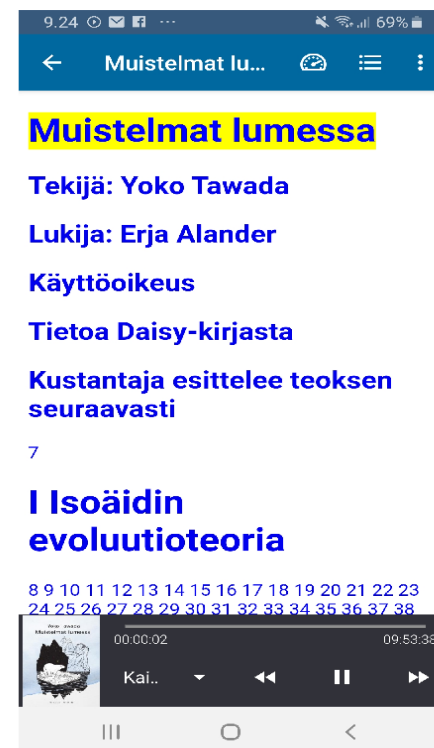 9.24 69%
Muistelmat lu...
Muistelmat lumessa
Tekijä: Yoko Tawada
Lukija: Erja Alander
Käyttöoikeus
Tietoa Daisy-kirjasta
Kustantaja esittelee teoksen
seuraavasti
7
I Isoäidin
evoluutioteoria
8 9 10 11 12 13 14 15 16 17 18 19 20 21 22 23
24 25 26 27 28 29 30 31 32 33 34 35 36 37 38
Muistelmat lumessa
00:00:02 09:53:38
Kai..